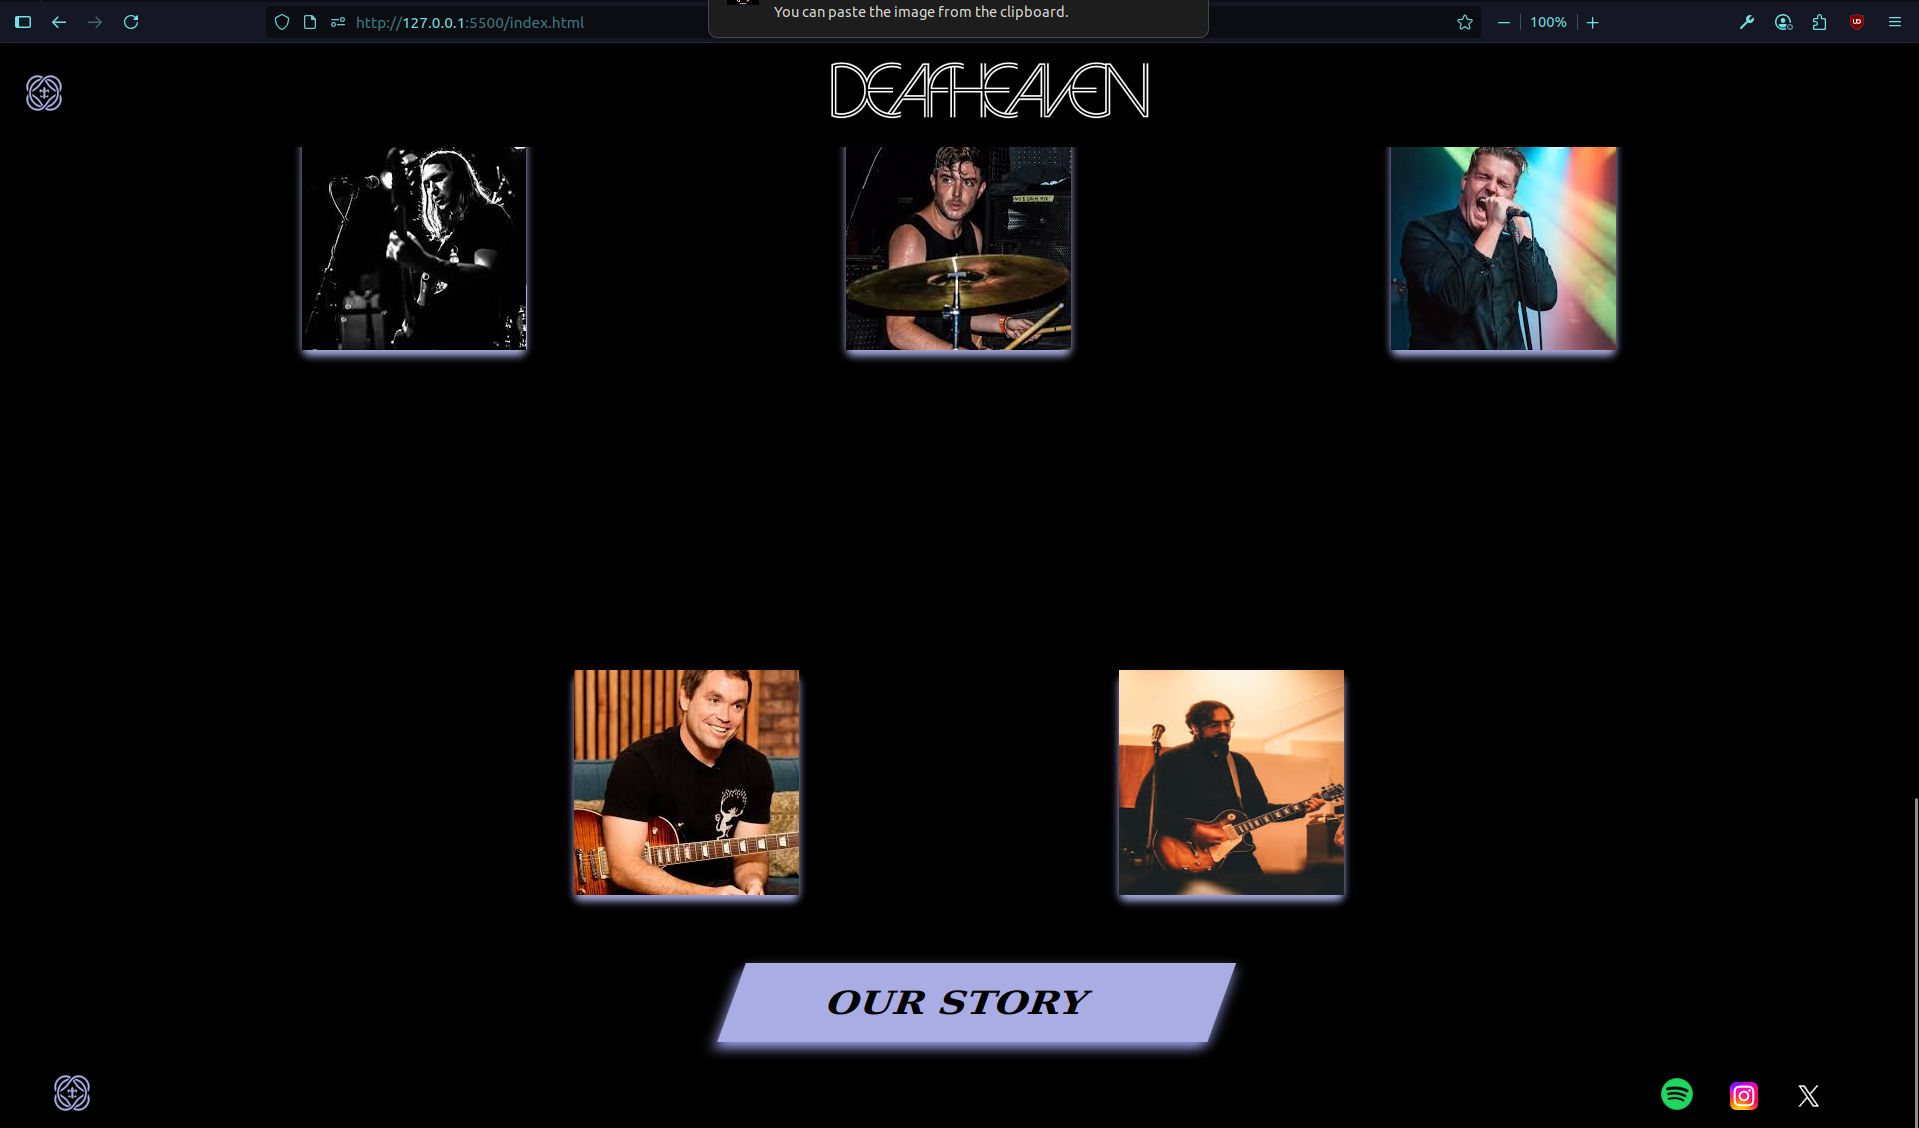 You can paste the image from the clipboard.
http://127.0.0.1:5500/index.html
100%
DEAFHEAVEN
OUR STORY